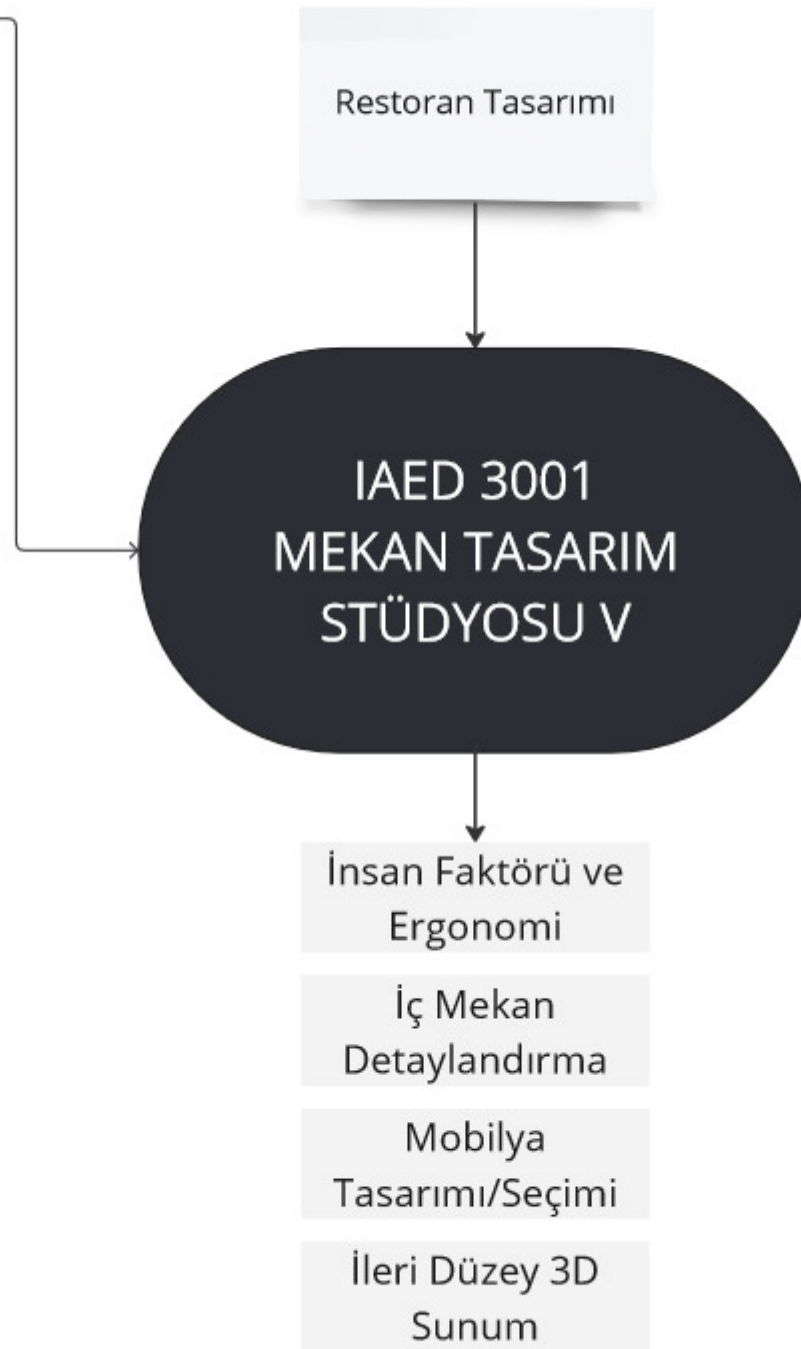 Restoran Tasarımı
IAED 3001
MEKAN TASARIM
STÜDYOSU V
İnsan Faktörü ve
Ergonomi
İç Mekan
Detaylandırma
Mobilya
Tasarımı/Seçimi
İleri Düzey 3D
Sunum